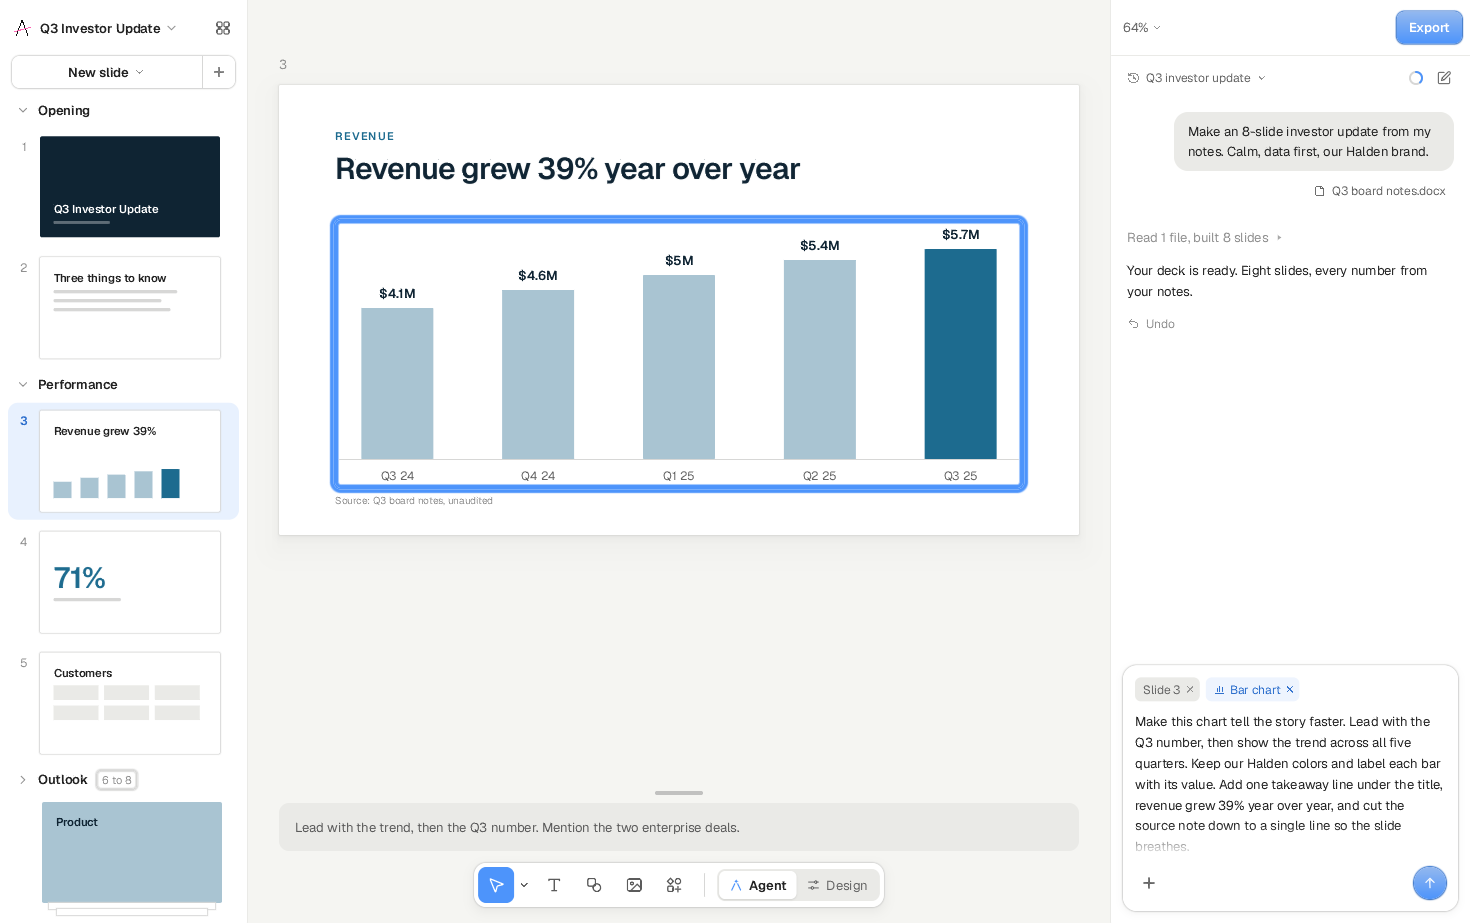 Q3 Investor Update
New slide
Opening
1
Q3 Investor Update
2
Three things to know
Performance
3
Revenue grew 39%
4
71%
5
Customers
Outlook
6 to 8
Product
3
REVENUE
Revenue grew 39% year over year
$4.1M
$4.6M
$5M
$5.4M
$5.7M
Q3 24
Q4 24
Q1 25
Q2 25
Q3 25
Source: Q3 board notes, unaudited
Lead with the trend, then the Q3 number. Mention the two enterprise deals.
Agent
Design
64%
Export
Q3 investor update
Make an 8-slide investor update from my
notes. Calm, data first, our Halden brand.
Q3 board notes.docx
Read 1 file, built 8 slides
Your deck is ready. Eight slides, every number from
your notes.
Undo
Slide 3
Bar chart
Make this chart tell the story faster. Lead with the
Q3 number, then show the trend across all five
quarters. Keep our Halden colors and label each bar
with its value. Add one takeaway line under the title,
revenue grew 39% year over year, and cut the
source note down to a single line so the slide
breathes.